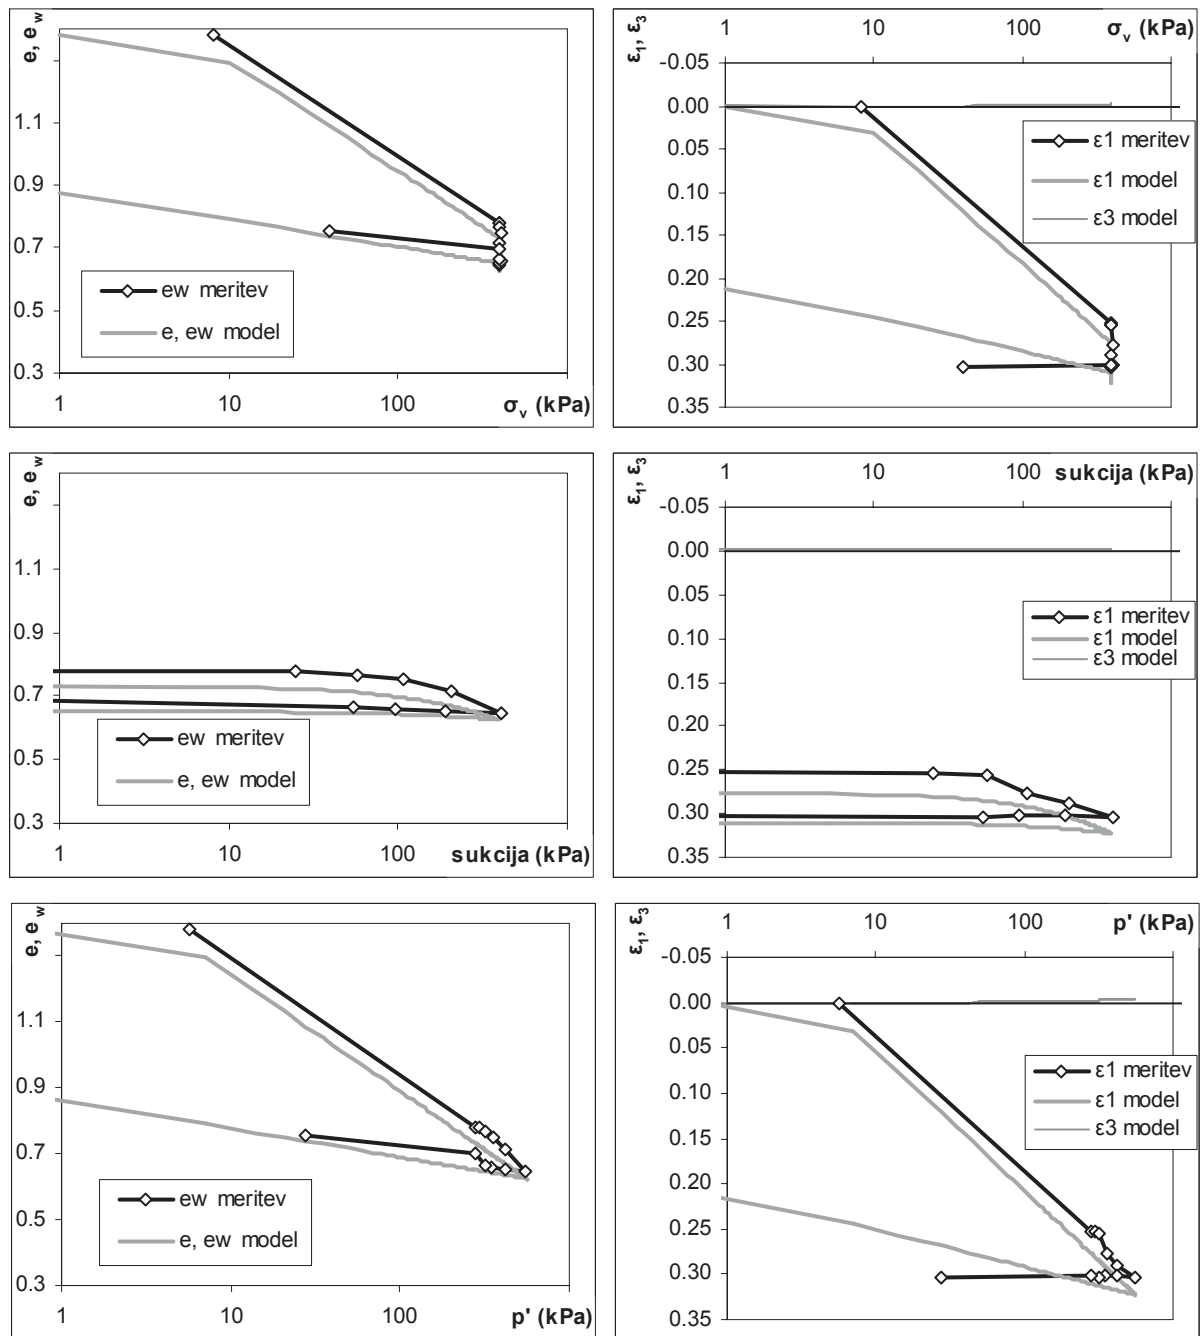 e, e_w
1.1
0.9
0.7
0.5
0.3
ew meritev
e, ew model
1 10 100 σ_v (kPa)
ε_1, ε_3
1 10 100 σ_v (kPa)
-0.05
0.00
0.05
0.10
0.15
0.20
0.25
0.30
0.35
ε1 meritev
ε1 model
ε3 model
e, e_w
1.1
0.9
0.7
0.5
0.3
ew meritev
e, ew model
1 10 100 sukcija (kPa)
ε_1, ε_3
1 10 100 sukcija (kPa)
-0.05
0.00
0.05
0.10
0.15
0.20
0.25
0.30
0.35
ε1 meritev
ε1 model
ε3 model
e, e_w
1.1
0.9
0.7
0.5
0.3
ew meritev
e, ew model
1 10 100 p' (kPa)
ε_1, ε_3
1 10 100 p' (kPa)
-0.05
0.00
0.05
0.10
0.15
0.20
0.25
0.30
0.35
ε1 meritev
ε1 model
ε3 model